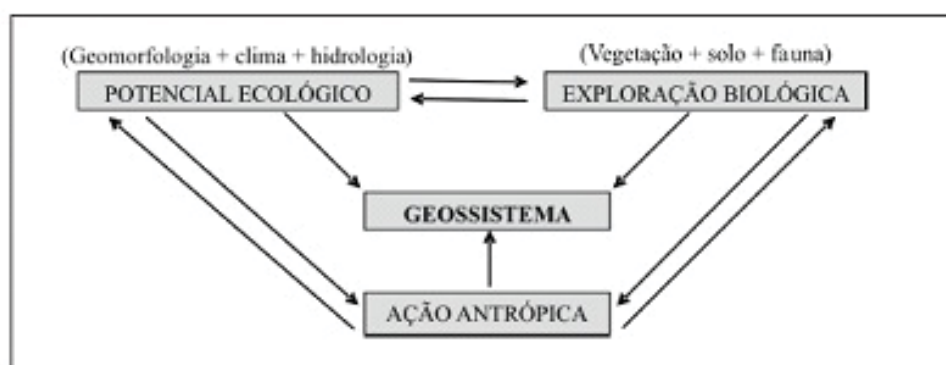 (Geomorfologia + clima + hidrologia)
POTENCIAL ECOLÓGICO
(Vegetação + solo + fauna)
EXPLORAÇÃO BIOLÓGICA
GEOSSISTEMA
AÇÃO ANTRÓPICA